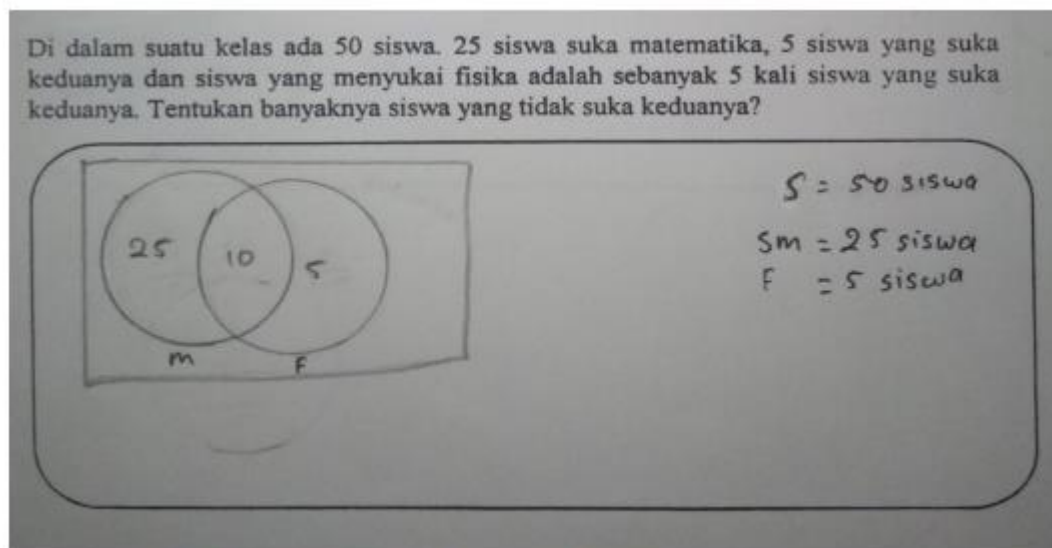 Di dalam suatu kelas ada 50 siswa. 25 siswa suka matematika, 5 siswa yang suka
keduanya dan siswa yang menyukai fisika adalah sebanyak 5 kali siswa yang suka
keduanya. Tentukan banyaknya siswa yang tidak suka keduanya?
S = 50 siswa
Sm = 25 siswa
F = 5 siswa
25 10 5
m F